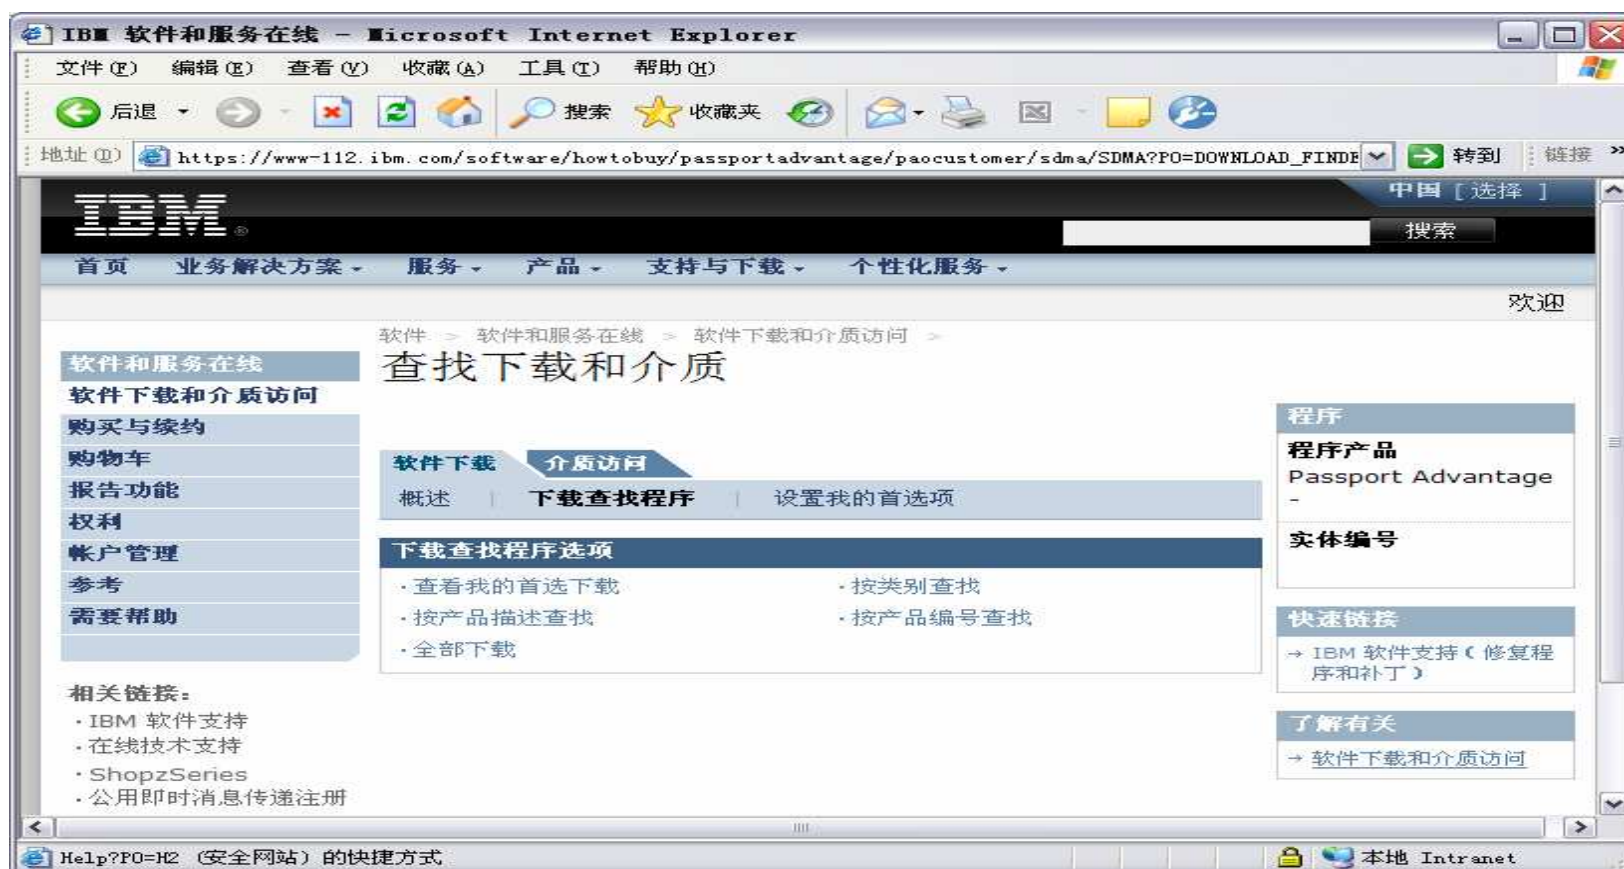 IBM 软件和服务在线 - Microsoft Internet Explorer
文件(F) 编辑(E) 查看(V) 收藏(A) 工具(T) 帮助(H)
后退 搜索 收藏夹
地址(D) https://www-112.ibm.com/software/howtobuy/passportadvantage/paocustomer/sdma/SDMA?PO=DOWNLOAD_FINDE 转到 链接 »
中国 [ 选择 ]
IBM ®
搜索
首页 业务解决方案 服务 产品 支持与下载 个性化服务
欢迎
软件 > 软件和服务在线 > 软件下载和介质访问 >
查找下载和介质
软件和服务在线
软件下载和介质访问
购买与续约
购物车
报告功能
权利
帐户管理
参考
需要帮助
相关链接:
· IBM 软件支持
· 在线技术支持
· ShopzSeries
· 公用即时消息传递注册
软件下载 介质访问
概述 | 下载查找程序 | 设置我的首选项
下载查找程序选项
· 查看我的首选下载 · 按类别查找
· 按产品描述查找 · 按产品编号查找
· 全部下载
程序
程序产品
Passport Advantage
-
实体编号
快速链接
→ IBM 软件支持(修复程
序和补丁)
了解有关
→ 软件下载和介质访问
Help?PO=H2 (安全网站) 的快捷方式 本地 Intranet